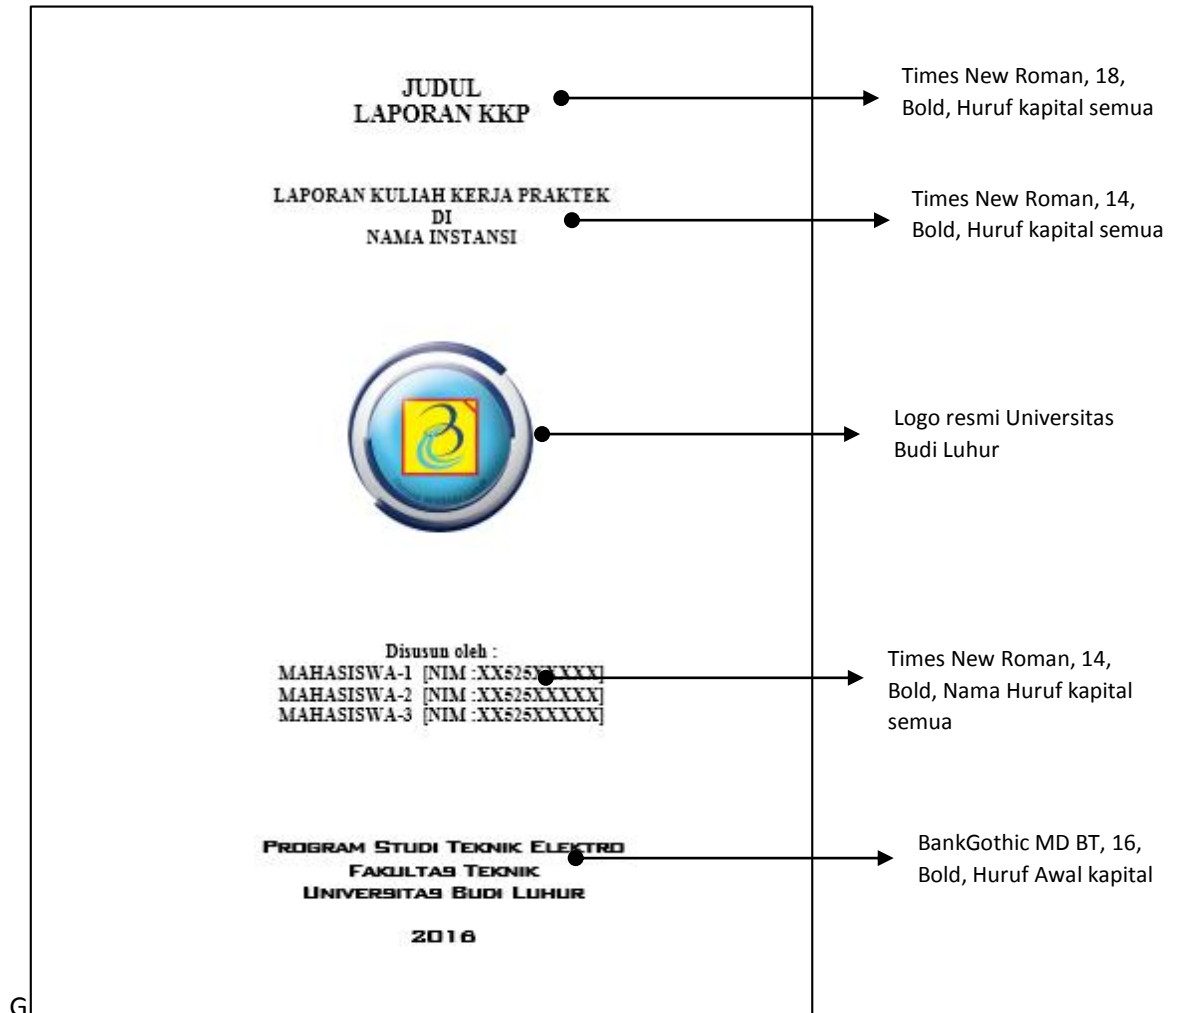 JUDUL
LAPORAN KKP
Times New Roman, 18,
Bold, Huruf kapital semua
LAPORAN KULIAH KERJA PRAKTEK
DI
NAMA INSTANSI
Times New Roman, 14,
Bold, Huruf kapital semua
Logo resmi Universitas
Budi Luhur
Disusun oleh :
MAHASISWA-1 [NIM :XX525XXXXX]
MAHASISWA-2 [NIM :XX525XXXXX]
MAHASISWA-3 [NIM :XX525XXXXX]
Times New Roman, 14,
Bold, Nama Huruf kapital
semua
PROGRAM STUDI TEKNIK ELEKTRO
FAKULTAS TEKNIK
UNIVERSITAS BUDI LUHUR
2016
BankGothic MD BT, 16,
Bold, Huruf Awal kapital
G